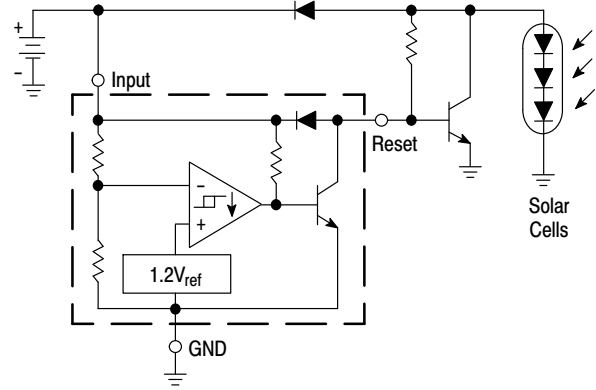 +
−
Input
Reset
−
+
1.2Vref
GND
Solar
Cells